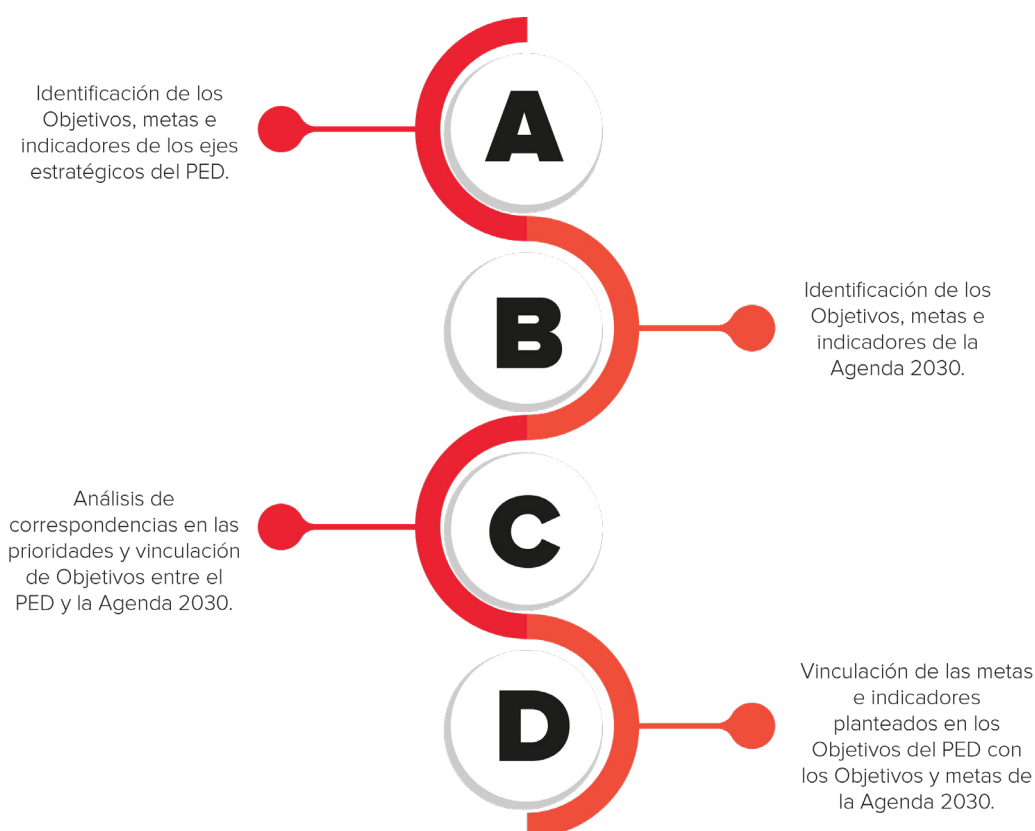 A
Identificación de los
Objetivos, metas e
indicadores de los ejes
estratégicos del PED.
B
Identificación de los
Objetivos, metas e
indicadores de la
Agenda 2030.
C
Análisis de
correspondencias en las
prioridades y vinculación
de Objetivos entre el
PED y la Agenda 2030.
D
Vinculación de las metas
e indicadores
planteados en los
Objetivos del PED con
los Objetivos y metas de
la Agenda 2030.